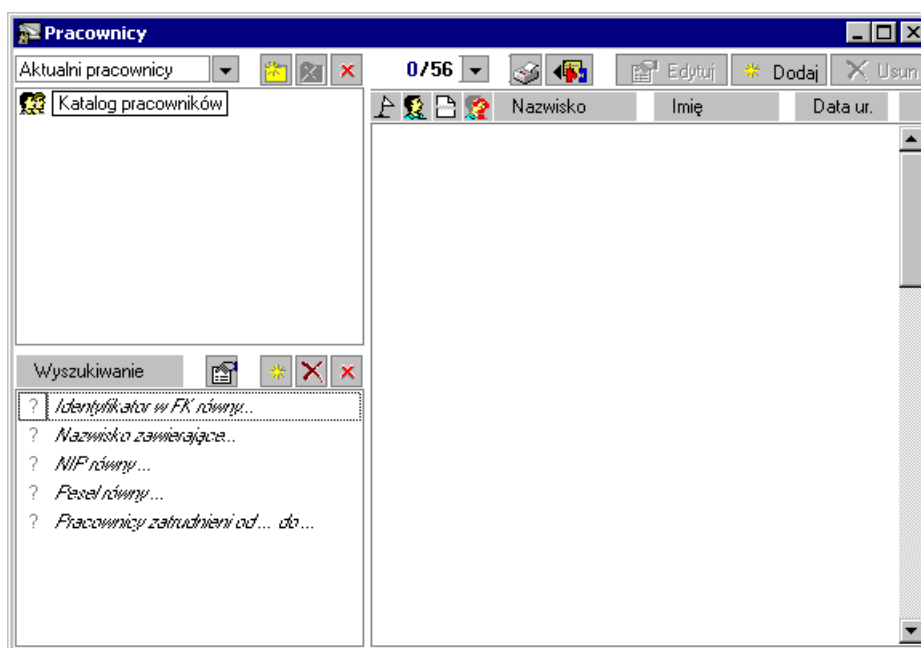 Pracownicy
Aktualni pracownicy 0/56 Edytuj Dodaj Usuń
Katalog pracowników Nazwisko Imię Data ur.
Wyszukiwanie
? Identyfikator w FK równy...
? Nazwisko zawierające...
? NIP równy...
? Pesel równy...
? Pracownicy zatrudnieni od... do...